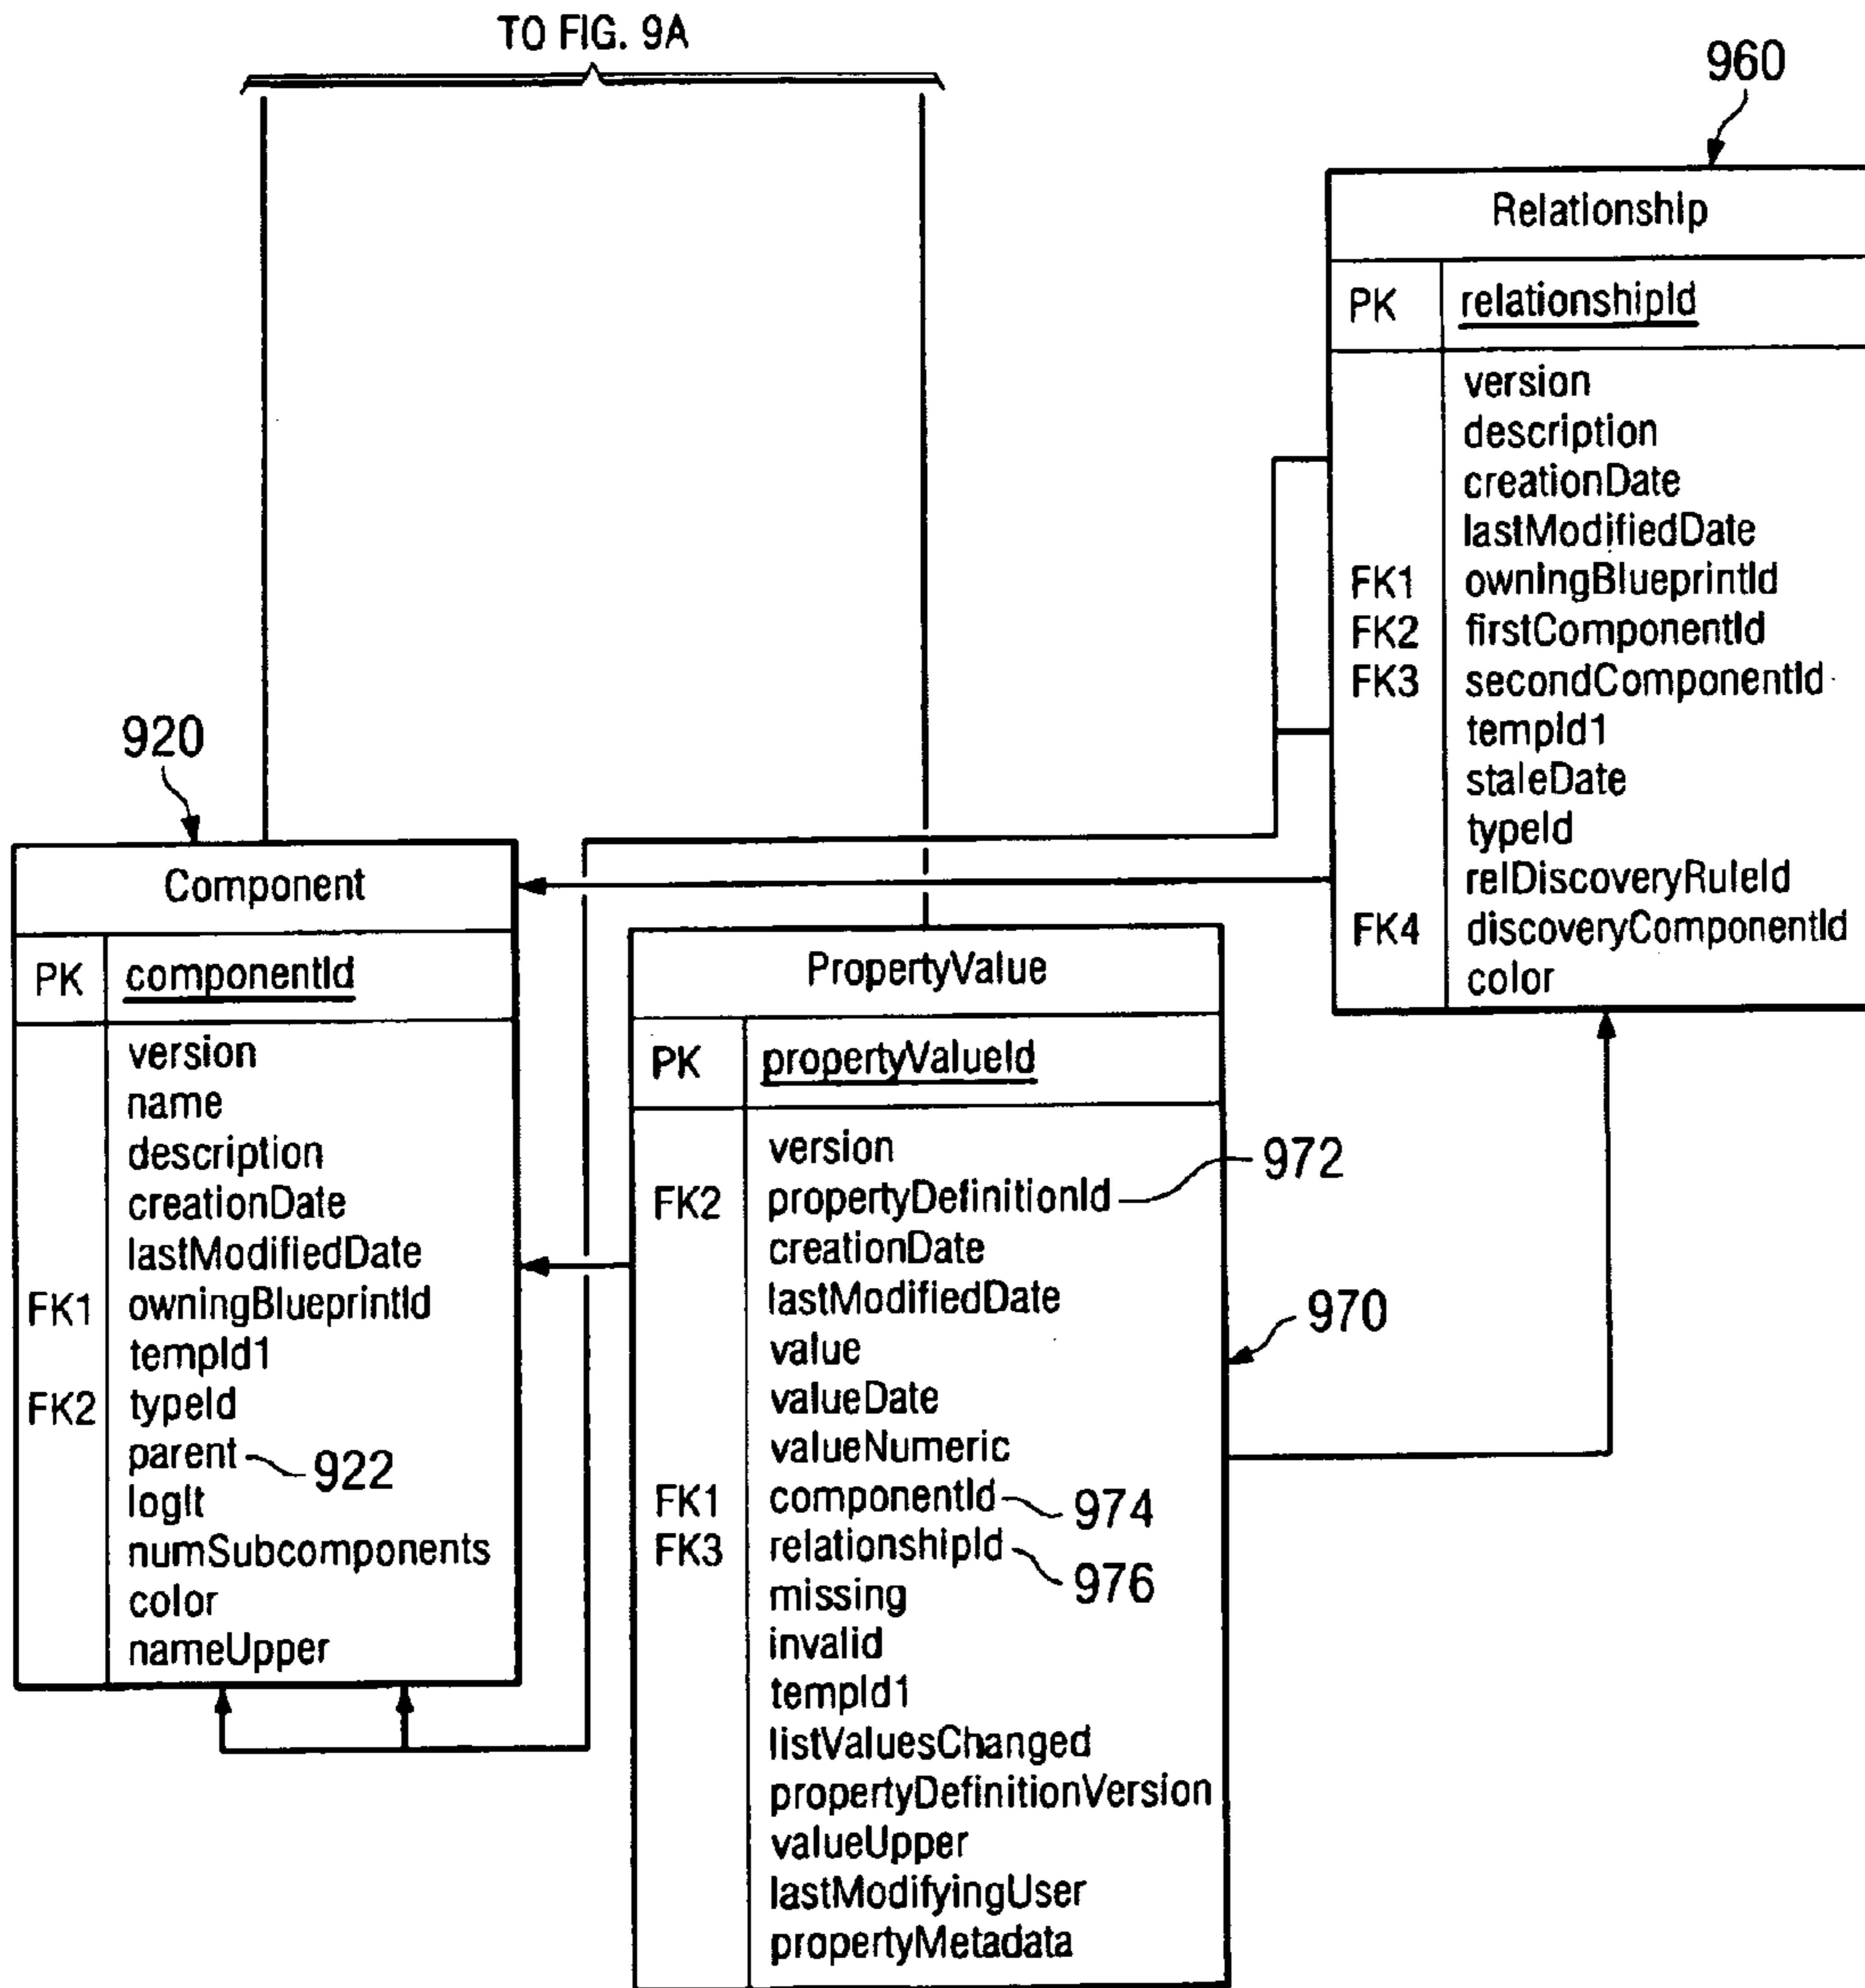 TO FIG. 9A
960
Relationship
PK relationshipId
version
description
creationDate
lastModifiedDate
FK1 owningBlueprintId
FK2 firstComponentId
FK3 secondComponentId
tempId1
staleDate
typeId
relDiscoveryRuleId
FK4 discoveryComponentId
color
920
Component
PK componentId
version
name
description
creationDate
lastModifiedDate
FK1 owningBlueprintId
tempId1
FK2 typeId
parent 922
logIt
numSubcomponents
color
nameUpper
PropertyValue
PK propertyValueId
version
FK2 propertyDefinitionId 972
creationDate
lastModifiedDate
value
970
valueDate
valueNumeric
FK1 componentId 974
FK3 relationshipId 976
missing
invalid
tempId1
listValuesChanged
propertyDefinitionVersion
valueUpper
lastModifyingUser
propertyMetadata